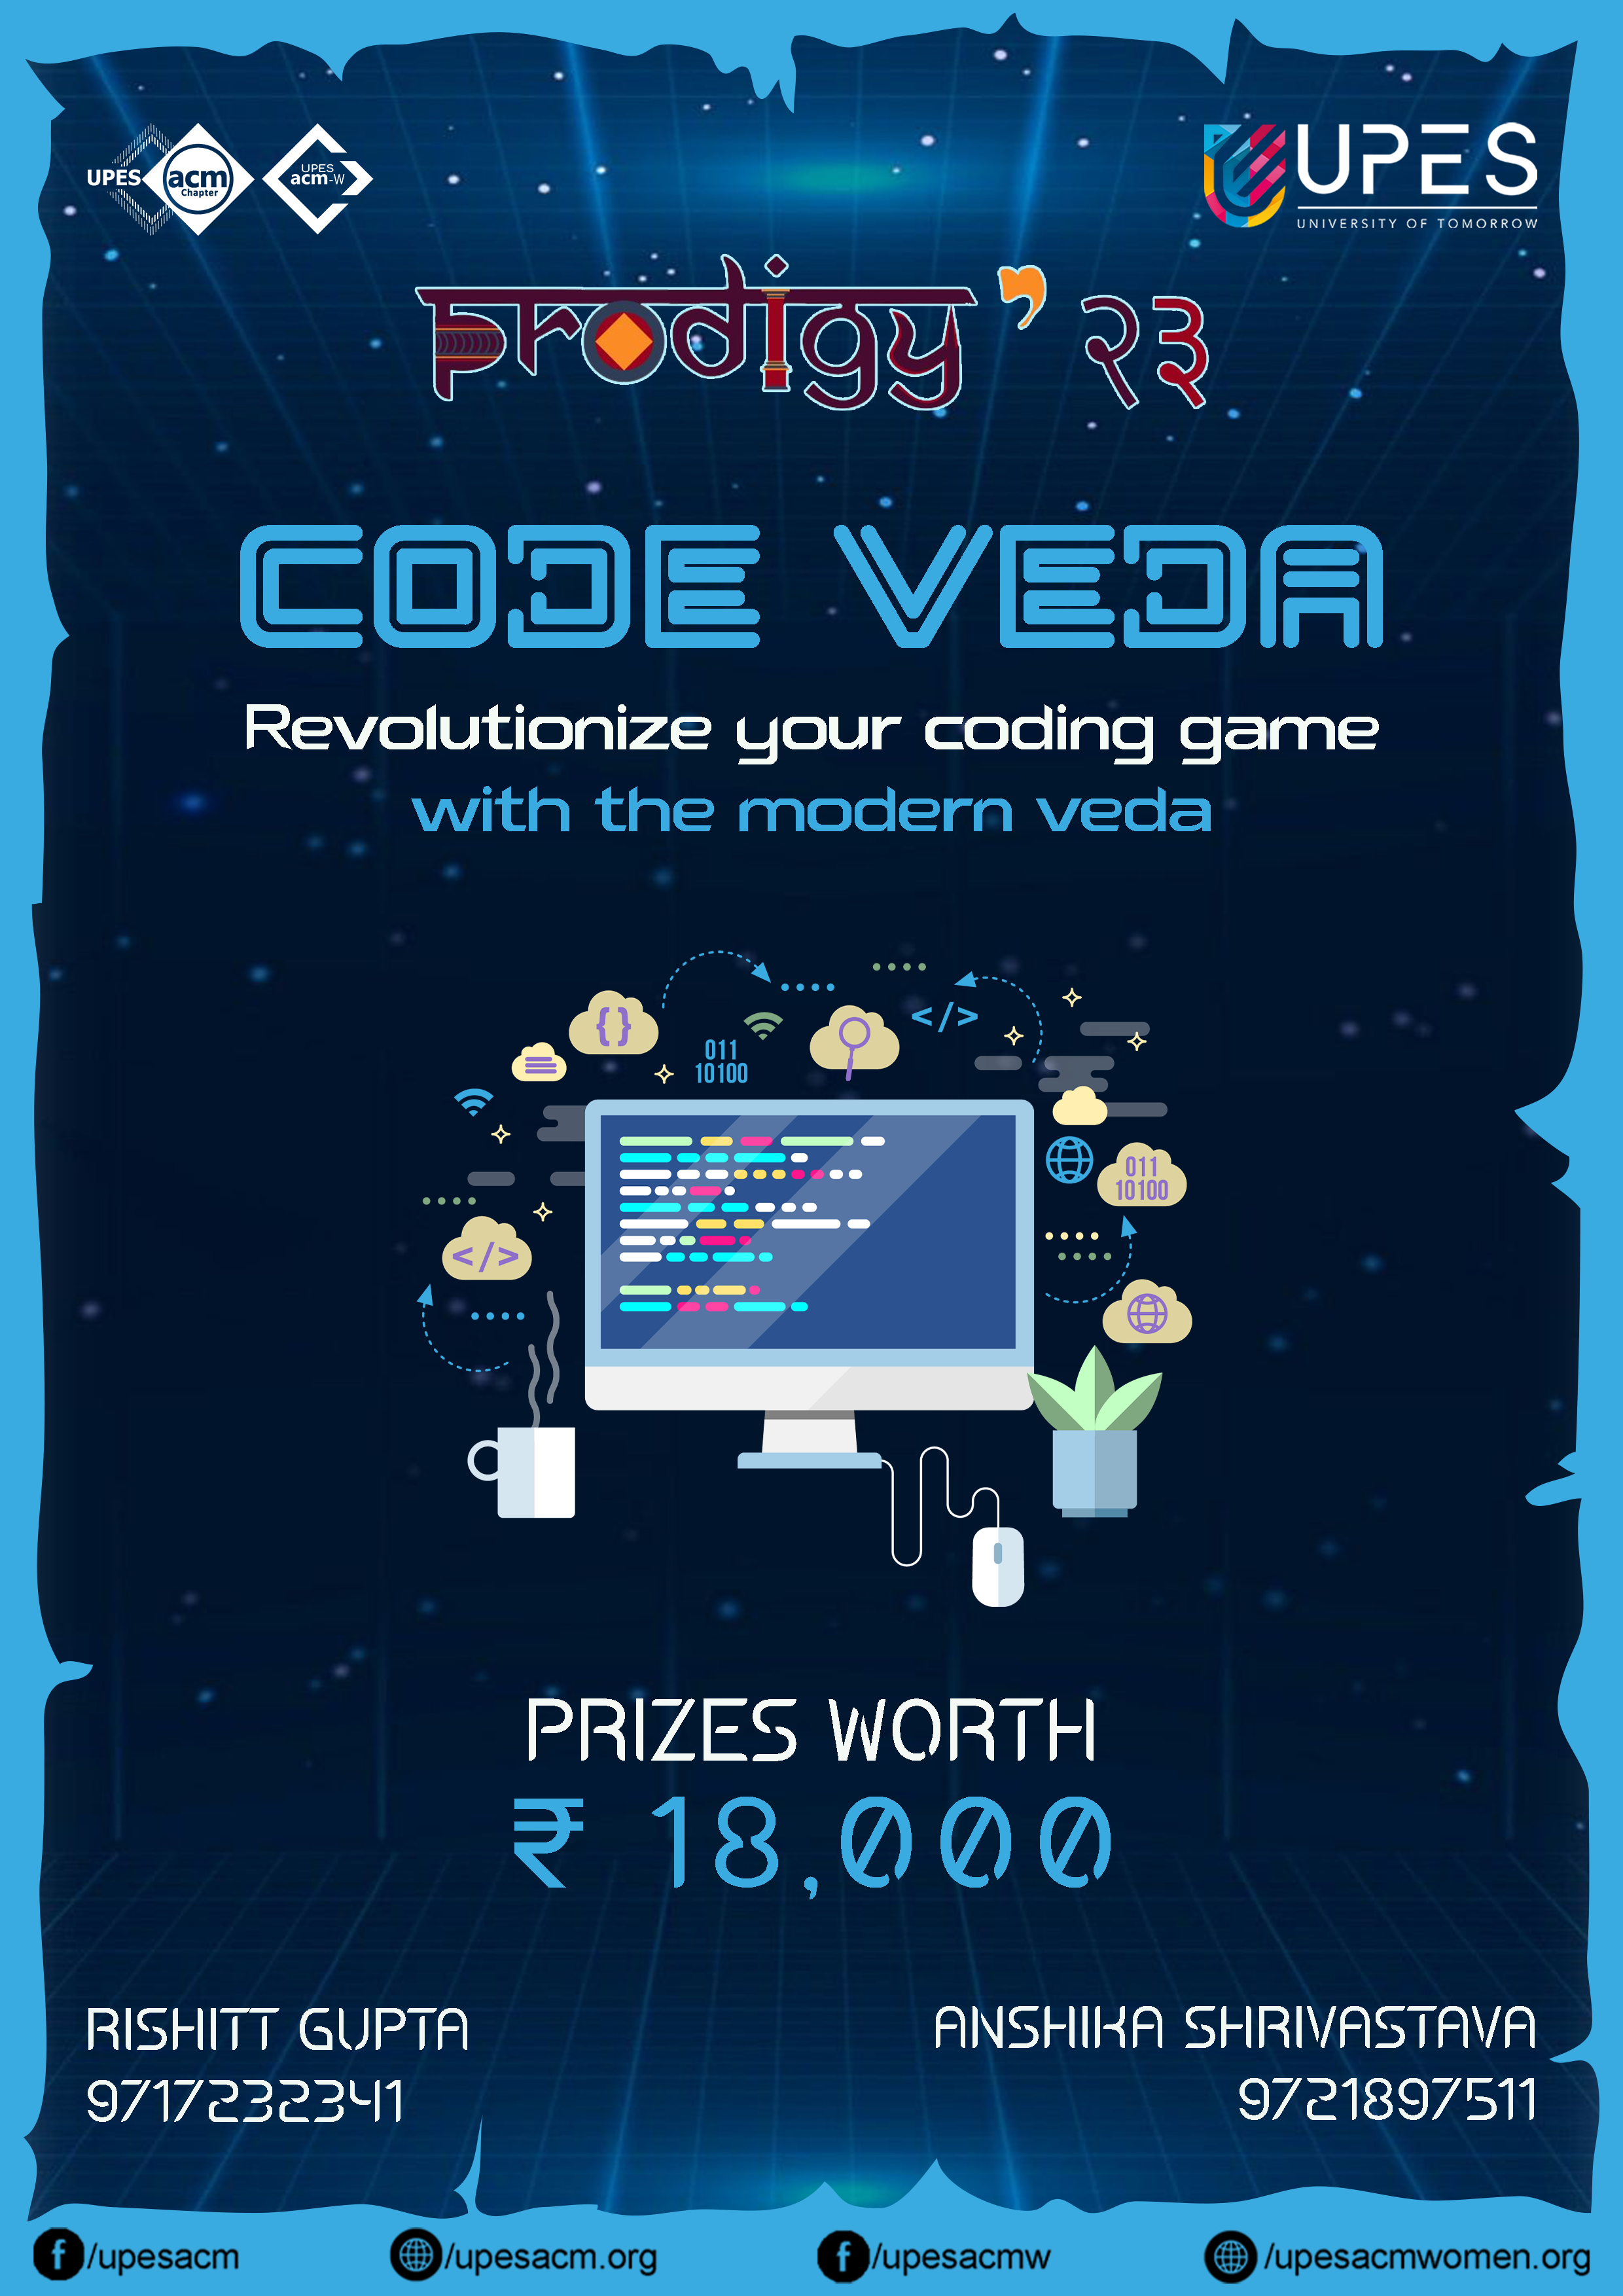 UPES acm Chapter
UPES acm-W
UPES
UNIVERSITY OF TOMORROW
prodigy ' २३
CODE VEDA
Revolutionize your coding game
with the modern veda
{ }
</>
011
10100
011
10100
</>
PRIZES WORTH
₹ 18,000
RISHITT GUPTA
9717232341
ANSHIKA SHRIVASTAVA
9721897511
/upesacm
/upesacm.org
/upesacmw
/upesacmwomen.org